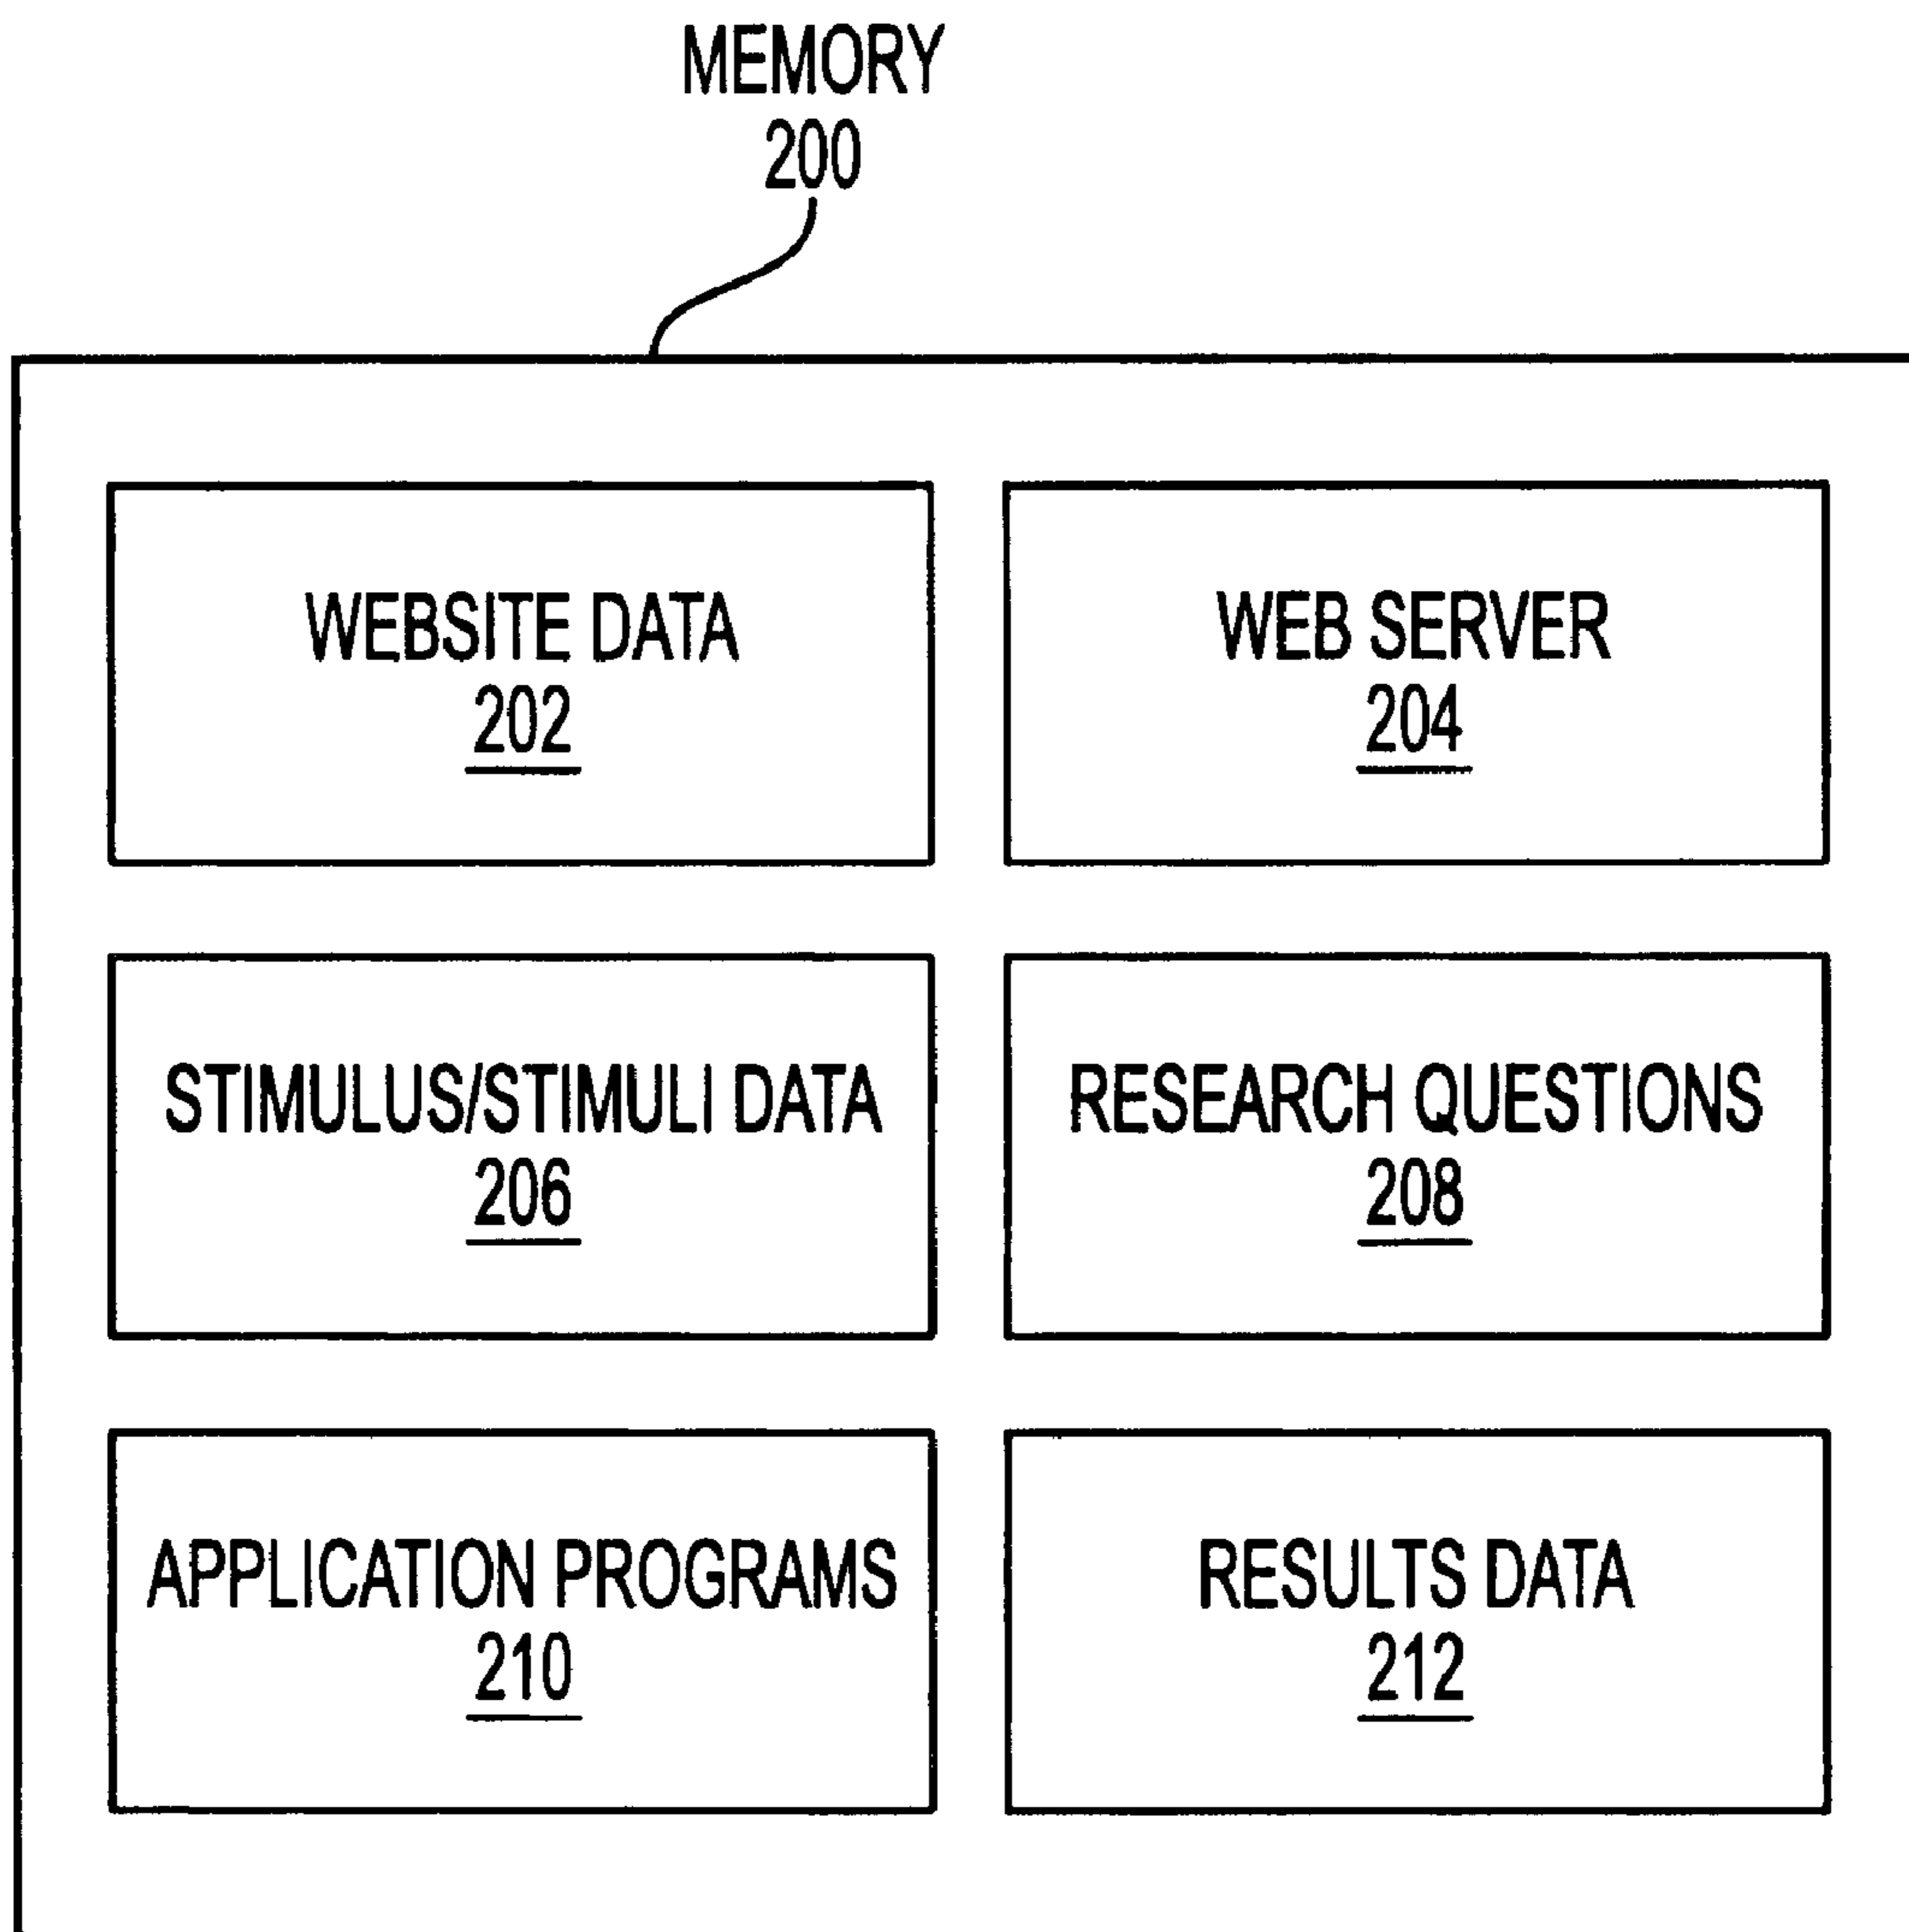 MEMORY
200
WEBSITE DATA
202
WEB SERVER
204
STIMULUS/STIMULI DATA
206
RESEARCH QUESTIONS
208
APPLICATION PROGRAMS
210
RESULTS DATA
212